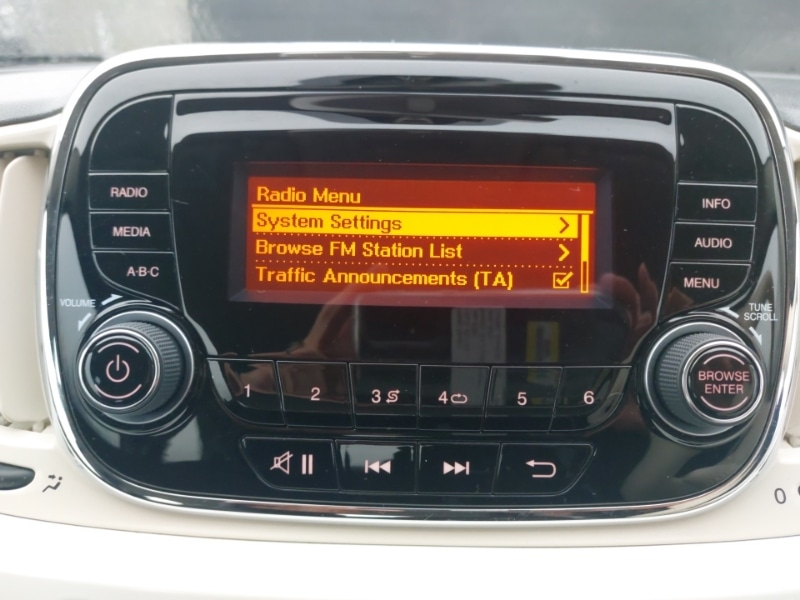 Radio Menu
System Settings
Browse FM Station List
Traffic Announcements (TA)
RADIO
MEDIA
A-B-C
INFO
AUDIO
MENU
VOLUME
TUNE
SCROLL
BROWSE
ENTER
1
2
3
4
5
6
0